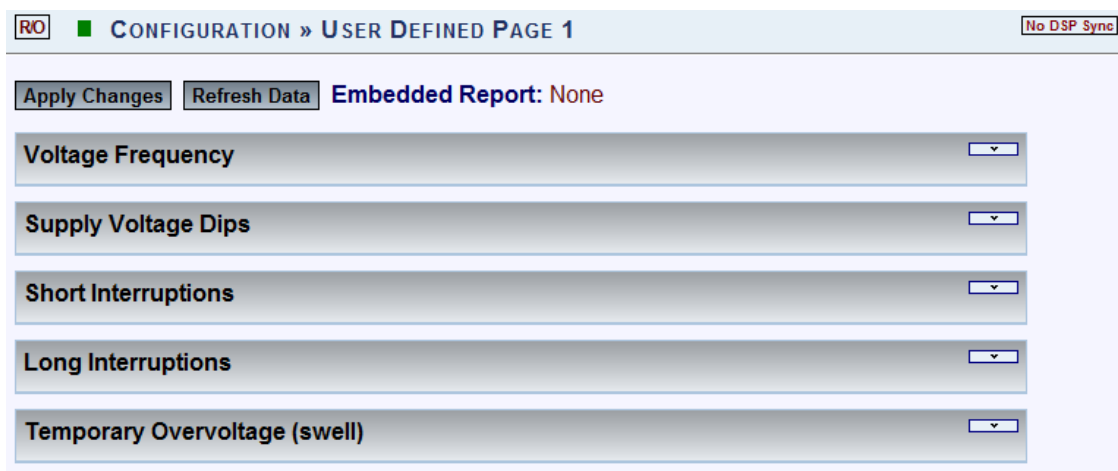 R/O CONFIGURATION » USER DEFINED PAGE 1 No DSP Sync
Apply Changes Refresh Data Embedded Report: None
Voltage Frequency
Supply Voltage Dips
Short Interruptions
Long Interruptions
Temporary Overvoltage (swell)